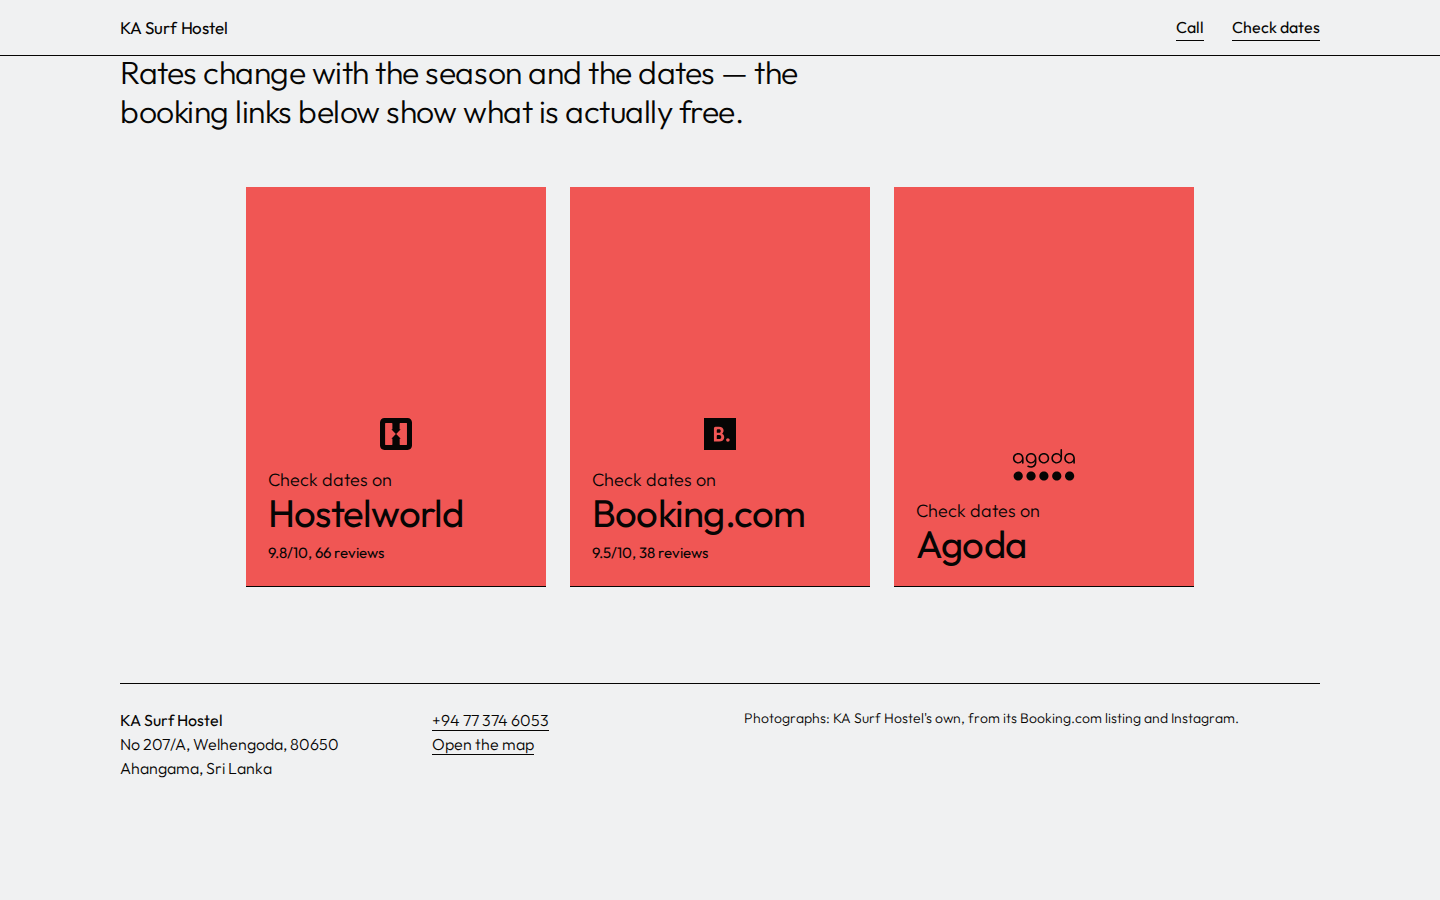 KA Surf Hostel
Call
Check dates
Rates change with the season and the dates — the
booking links below show what is actually free.
H
Check dates on
Hostelworld
9.8/10, 66 reviews
B.
Check dates on
Booking.com
9.5/10, 38 reviews
agoda
Check dates on
Agoda
KA Surf Hostel
No 207/A, Welhengoda, 80650
Ahangama, Sri Lanka
+94 77 374 6053
Open the map
Photographs: KA Surf Hostel's own, from its Booking.com listing and Instagram.